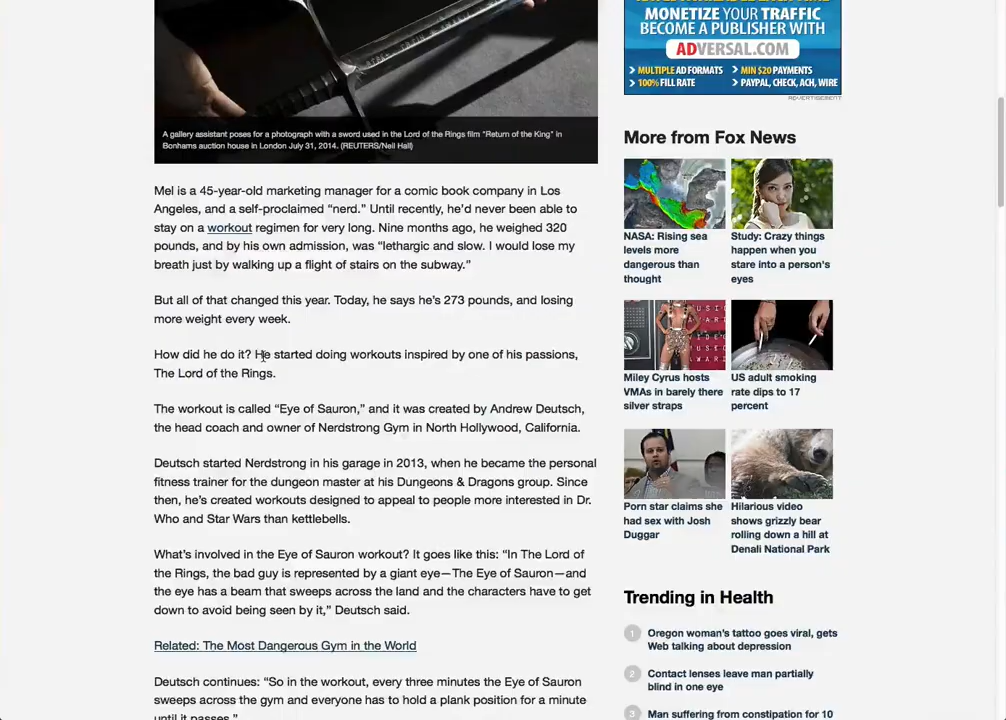 MONETIZE YOUR TRAFFIC
BECOME A PUBLISHER WITH
ADVERSAL.COM
MULTIPLE AD FORMATS
MIN $20 PAYMENTS
100% FILL RATE
PAYPAL, CHECK, ACH, WIRE
ADVERTISEMENT
A gallery assistant poses for a photograph with a sword used in the Lord of the Rings film "Return of the King" in
Bonhams auction house in London July 31, 2014. (REUTERS/Neil Hall)
Mel is a 45-year-old marketing manager for a comic book company in Los
Angeles, and a self-proclaimed “nerd.” Until recently, he’d never been able to
stay on a workout regimen for very long. Nine months ago, he weighed 320
pounds, and by his own admission, was “lethargic and slow. I would lose my
breath just by walking up a flight of stairs on the subway.”
But all of that changed this year. Today, he says he’s 273 pounds, and losing
more weight every week.
How did he do it? He started doing workouts inspired by one of his passions,
The Lord of the Rings.
The workout is called “Eye of Sauron,” and it was created by Andrew Deutsch,
the head coach and owner of Nerdstrong Gym in North Hollywood, California.
Deutsch started Nerdstrong in his garage in 2013, when he became the personal
fitness trainer for the dungeon master at his Dungeons & Dragons group. Since
then, he’s created workouts designed to appeal to people more interested in Dr.
Who and Star Wars than kettlebells.
What’s involved in the Eye of Sauron workout? It goes like this: “In The Lord of
the Rings, the bad guy is represented by a giant eye—The Eye of Sauron—and
the eye has a beam that sweeps across the land and the characters have to get
down to avoid being seen by it,” Deutsch said.
Related: The Most Dangerous Gym in the World
Deutsch continues: “So in the workout, every three minutes the Eye of Sauron
sweeps across the gym and everyone has to hold a plank position for a minute
until it passes.”
More from Fox News
NASA: Rising sea
levels more
dangerous than
thought
Study: Crazy things
happen when you
stare into a person's
eyes
Miley Cyrus hosts
VMAs in barely there
silver straps
US adult smoking
rate dips to 17
percent
Porn star claims she
had sex with Josh
Duggar
Hilarious video
shows grizzly bear
rolling down a hill at
Denali National Park
Trending in Health
1 Oregon woman's tattoo goes viral, gets
Web talking about depression
2 Contact lenses leave man partially
blind in one eye
3 Man suffering from constipation for 10